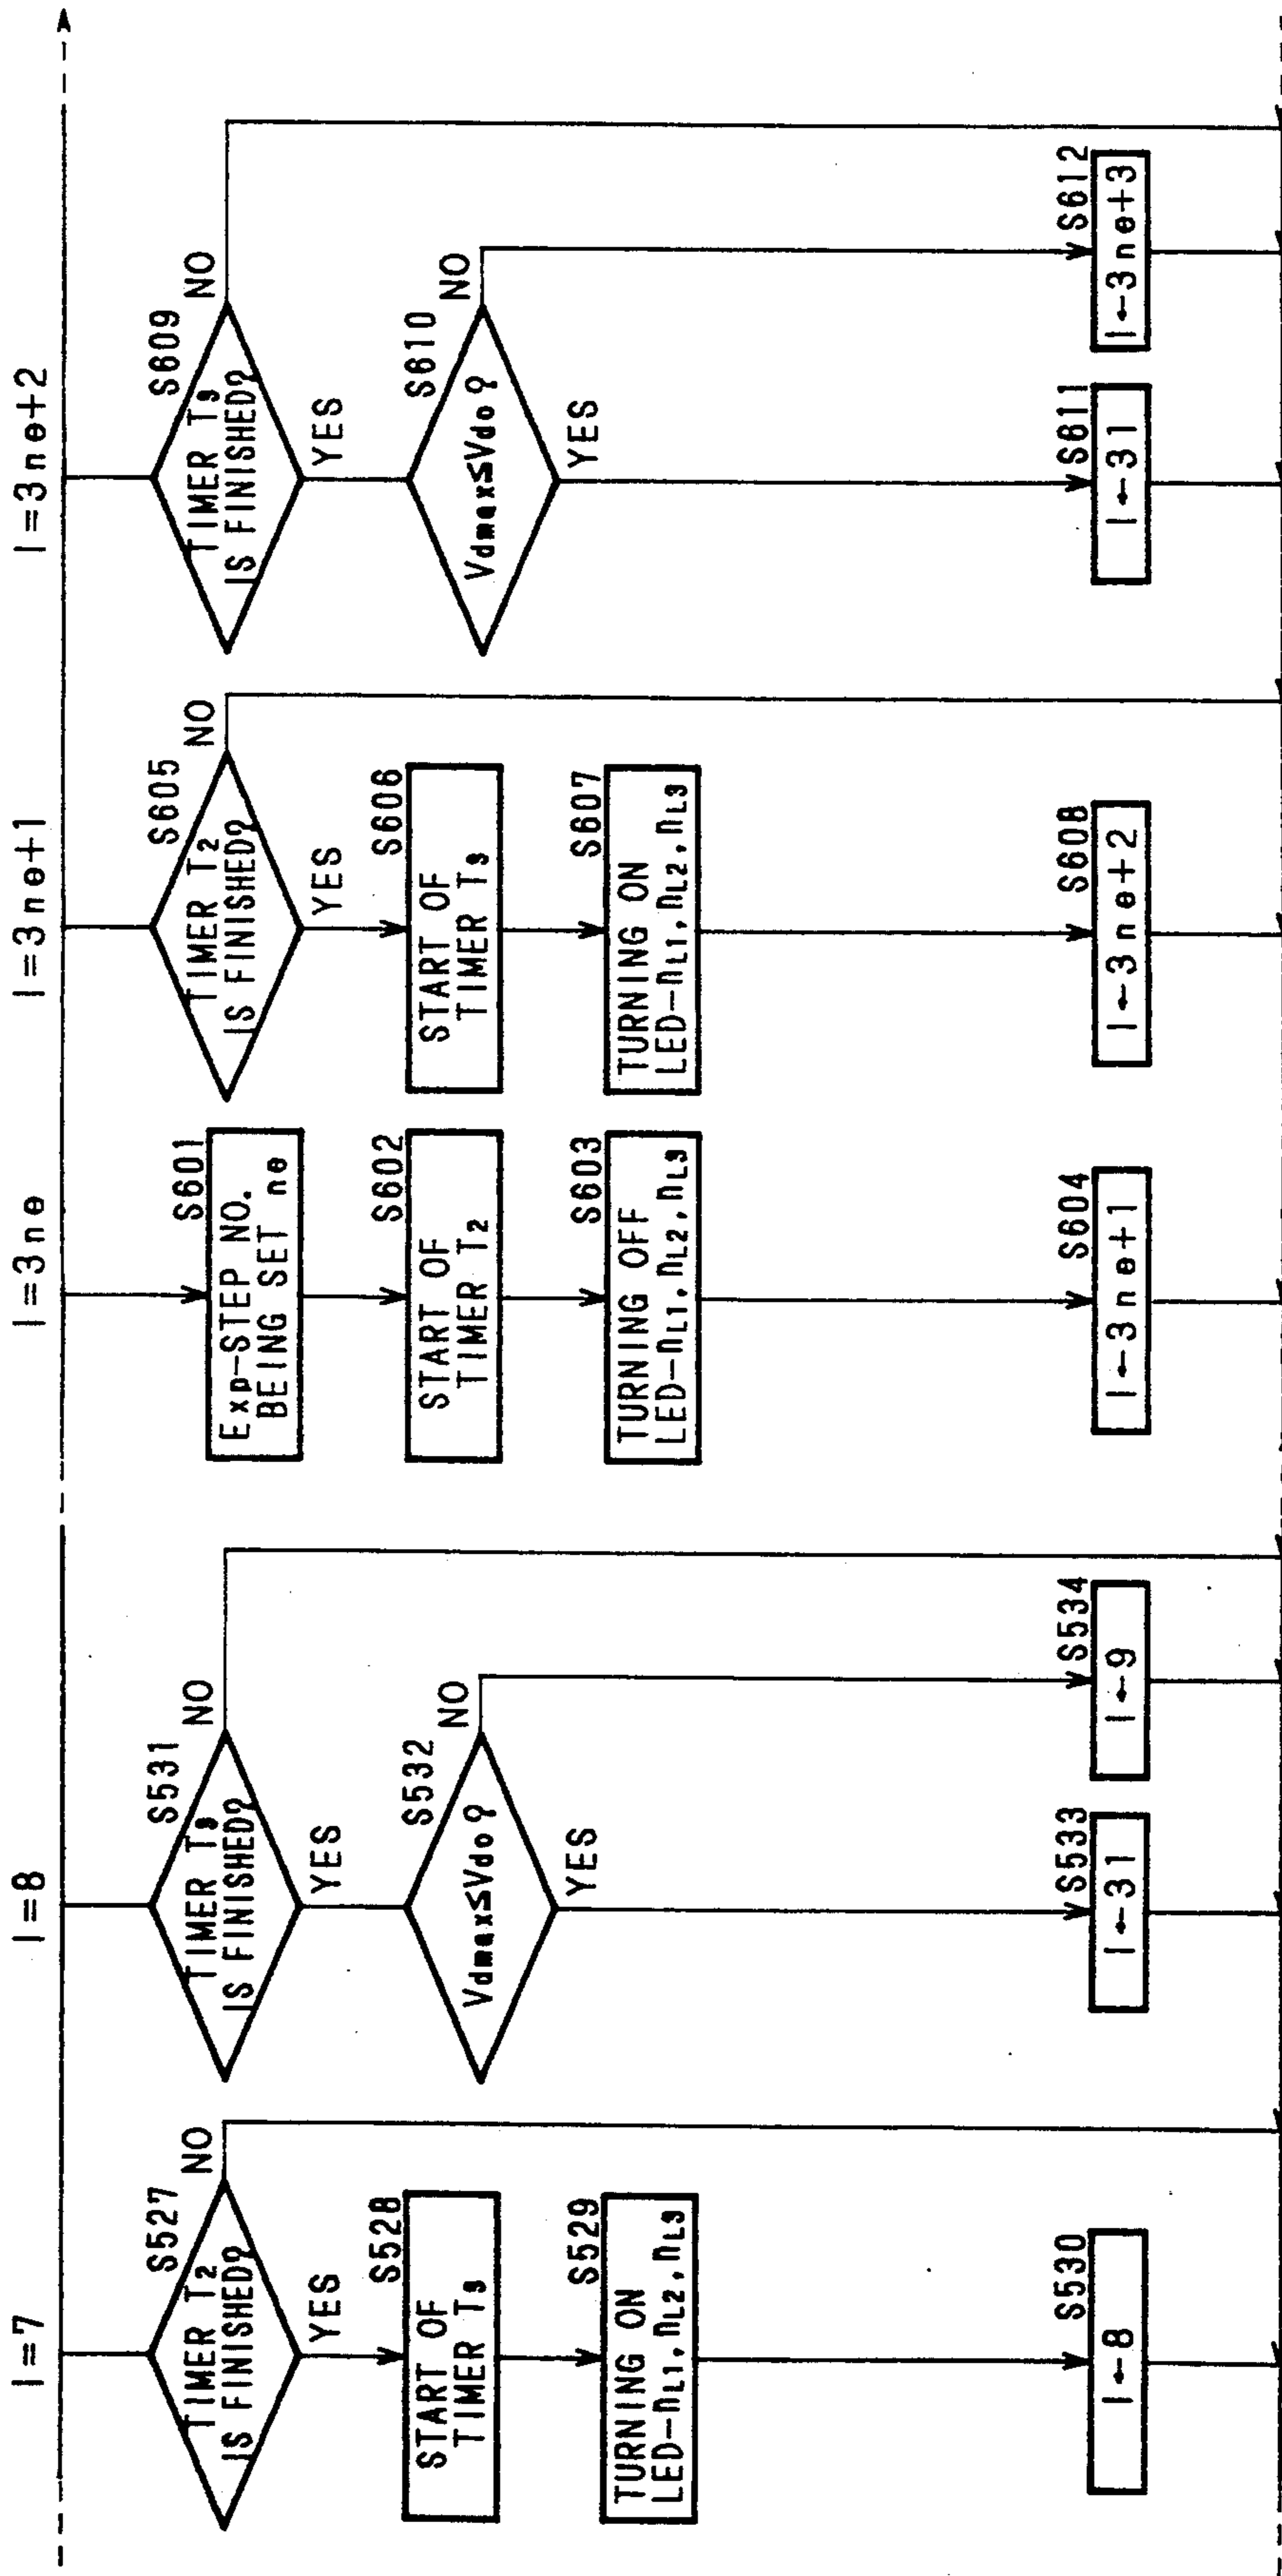 I=7
S527
TIMER T2
IS FINISHED?
NO
YES
S528
START OF
TIMER T3
S529
TURNING ON
LED-nL1, nL2, nL3
S530
I←8
I=8
S531
TIMER T3
IS FINISHED?
NO
YES
S532
Vdmax≤Vdo?
NO
YES
S533
I←31
S534
I←9
I=3ne
S601
Exp-STEP NO.
BEING SET ne
S602
START OF
TIMER T2
S603
TURNING OFF
LED-nL1, nL2, nL3
S604
I←3ne+1
I=3ne+1
S605
TIMER T2
IS FINISHED?
NO
YES
S606
START OF
TIMER T3
S607
TURNING ON
LED-nL1, nL2, nL3
S608
I←3ne+2
I=3ne+2
S609
TIMER T3
IS FINISHED?
NO
YES
S610
Vdmax≤Vdo?
NO
YES
S611
I←31
S612
I←3ne+3